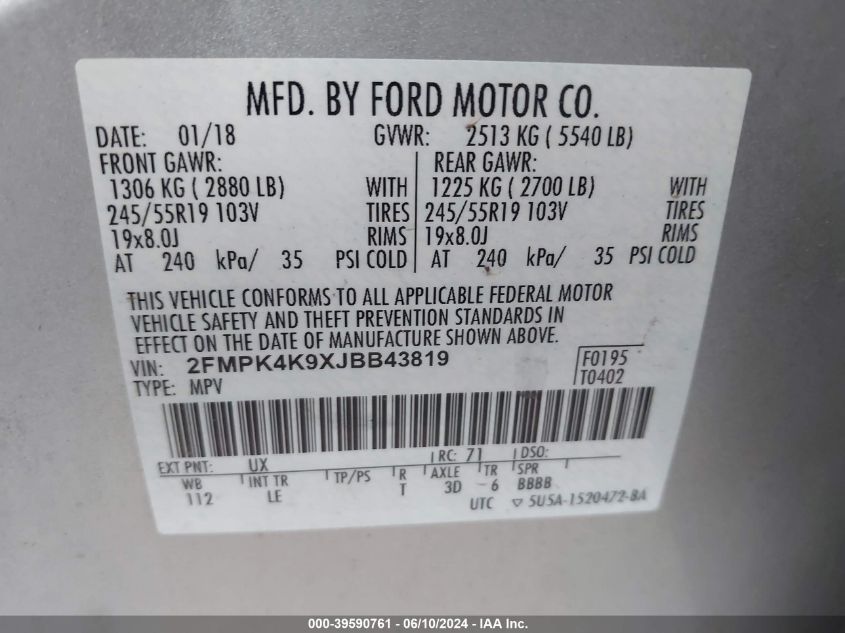 MFD. BY FORD MOTOR CO.
DATE: 01/18 GVWR: 2513 KG ( 5540 LB)
FRONT GAWR: REAR GAWR:
1306 KG ( 2880 LB) WITH 1225 KG ( 2700 LB) WITH
245/55R19 103V TIRES 245/55R19 103V TIRES
19x8.0J RIMS 19x8.0J RIMS
AT 240 kPa/ 35 PSI COLD AT 240 kPa/ 35 PSI COLD
THIS VEHICLE CONFORMS TO ALL APPLICABLE FEDERAL MOTOR
VEHICLE SAFETY AND THEFT PREVENTION STANDARDS IN
EFFECT ON THE DATE OF MANUFACTURE SHOWN ABOVE.
VIN: 2FMPK4K9XJBB43819 F0195
TYPE: MPV T0402
EXT PNT: UX RC: 71 DSO:
WB INT TR TP/PS R AXLE TR SPR
112 LE T 3D 6 BBBB
UTC ▽ 5U5A-1520472-BA
000-39590761 - 06/10/2024 - IAA Inc.